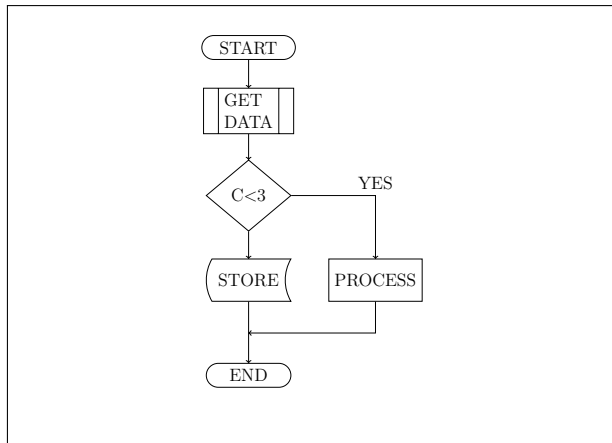 START
GET
DATA
C<3
YES
STORE
PROCESS
END